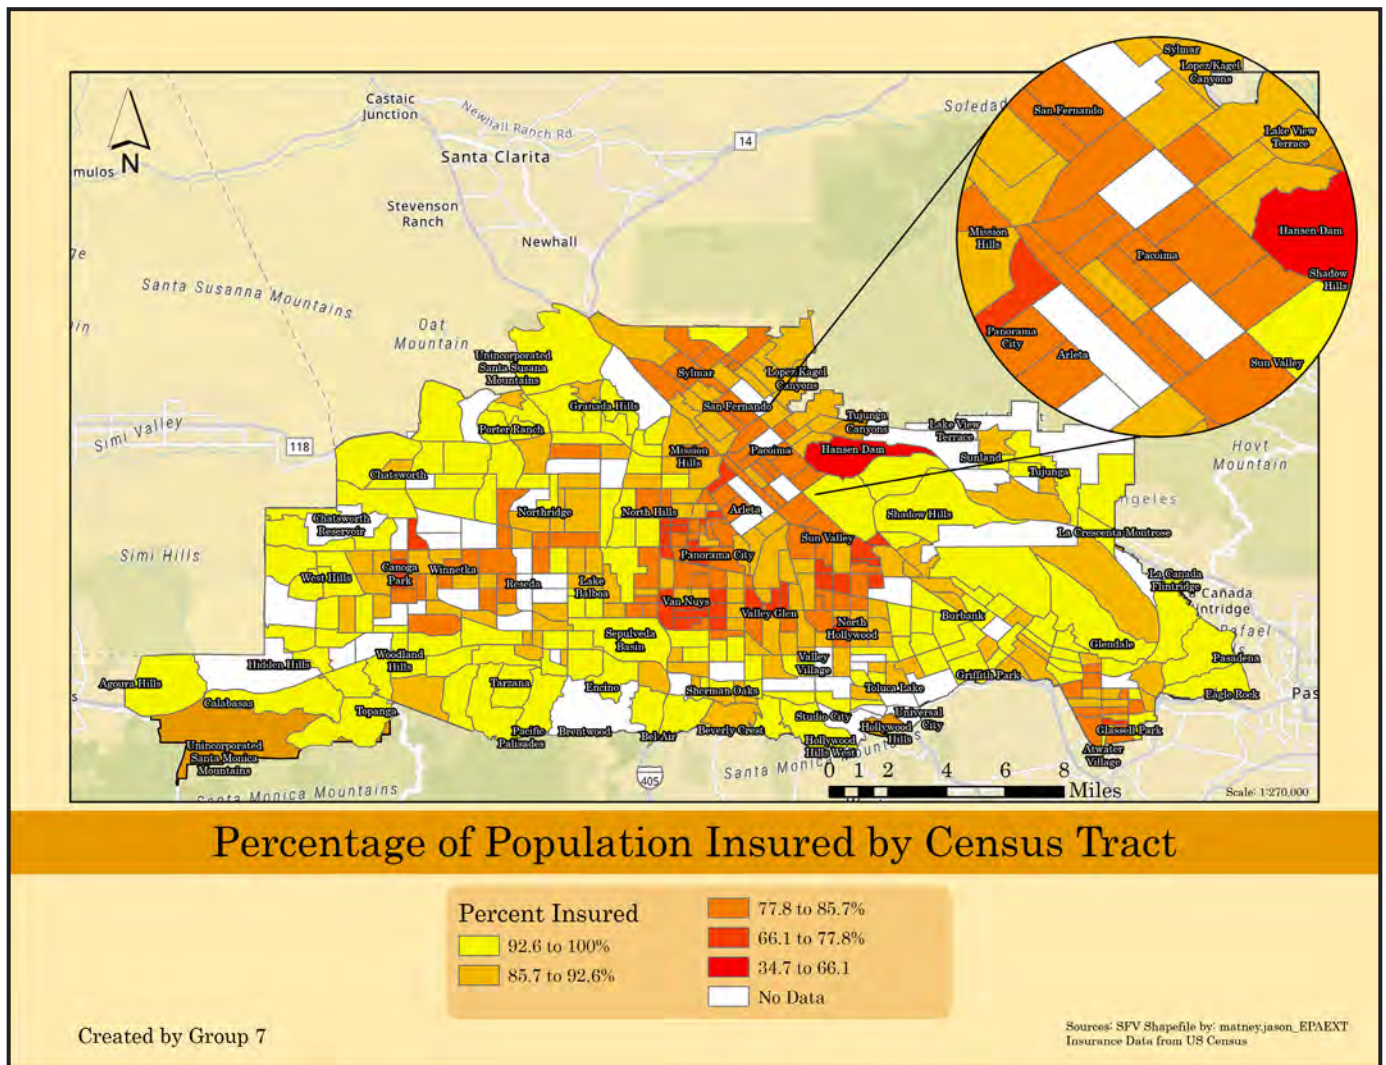 Sylmar
Lopez/Kagel
Canyons
San Fernando
Lake View
Terrace
Hansen Dam
Mission
Hills
Pacoima
Shadow
Hills
Panorama
City
Arleta
Sun Valley
N
Castaic
Junction
Newhall Ranch Rd
Soledad
14
Santa Clarita
mulos
Stevenson
Ranch
Newhall
Santa Susanna Mountains
Oat
Mountain
Unincorporated
Santa Susana
Mountains
Sylmar
Lopez/Kagel
Canyons
Granada Hills
San Fernando
Simi Valley
118
Porter Ranch
Tujunga
Canyons
Lake View
Terrace
Mission
Hills
Pacoima
Hansen Dam
Sunland
Hoyt
Mountain
Chatsworth
Tujunga
ngeles
Chatsworth
Reservoir
Northridge
North Hills
Arleta
Shadow Hills
La Crescenta Montrose
Simi Hills
Sun Valley
Panorama City
West Hills
Canoga
Park
Winnetka
Reseda
Lake
Balboa
La Canada
Flintridge
Canada
intridge
Van Nuys
Valley Glen
Burbank
North
Hollywood
Rafael
Sepulveda
Basin
Glendale
Woodland
Hills
Valley
Village
Pasadena
Hidden Hills
Agoura Hills
Tarzana
Encino
Sherman Oaks
Toluca Lake
Griffith Park
Eagle Rock
Pas
Calabasas
Topanga
Studio City
Universal
City
Pacific
Palisades
Brentwood
Bel Air
Beverly Crest
Hollywood
Hills
Glassell Park
Hollywood
Hills West
Atwater
Village
Unincorporated
Santa Monica
Mountains
Santa Monica Mountains
405
Santa Monica Mountains
0 1 2 4 6 8
Miles
Scale: 1:270,000
Percentage of Population Insured by Census Tract
Percent Insured
92.6 to 100%
85.7 to 92.6%
77.8 to 85.7%
66.1 to 77.8%
34.7 to 66.1
No Data
Created by Group 7
Sources: SFV Shapefile by: matney.jason_EPAEXT
Insurance Data from US Census